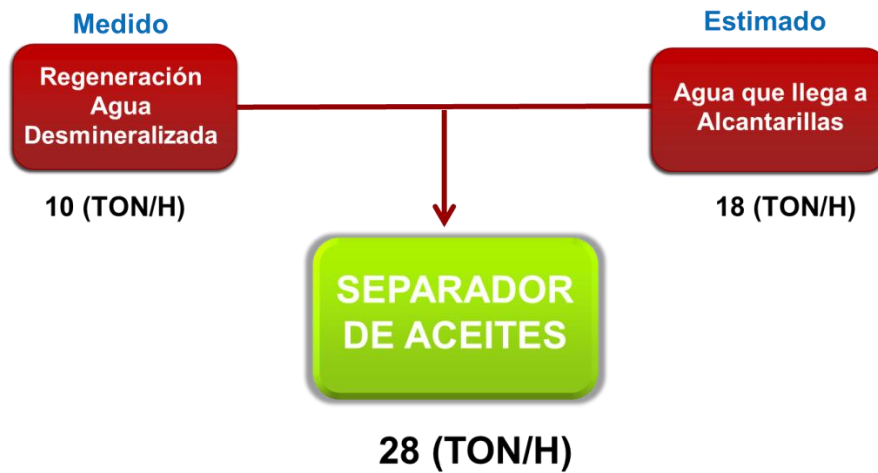 Medido
Regeneración
Agua
Desmineralizada
10 (TON/H)
Estimado
Agua que llega a
Alcantarillas
18 (TON/H)
SEPARADOR
DE ACEITES
28 (TON/H)